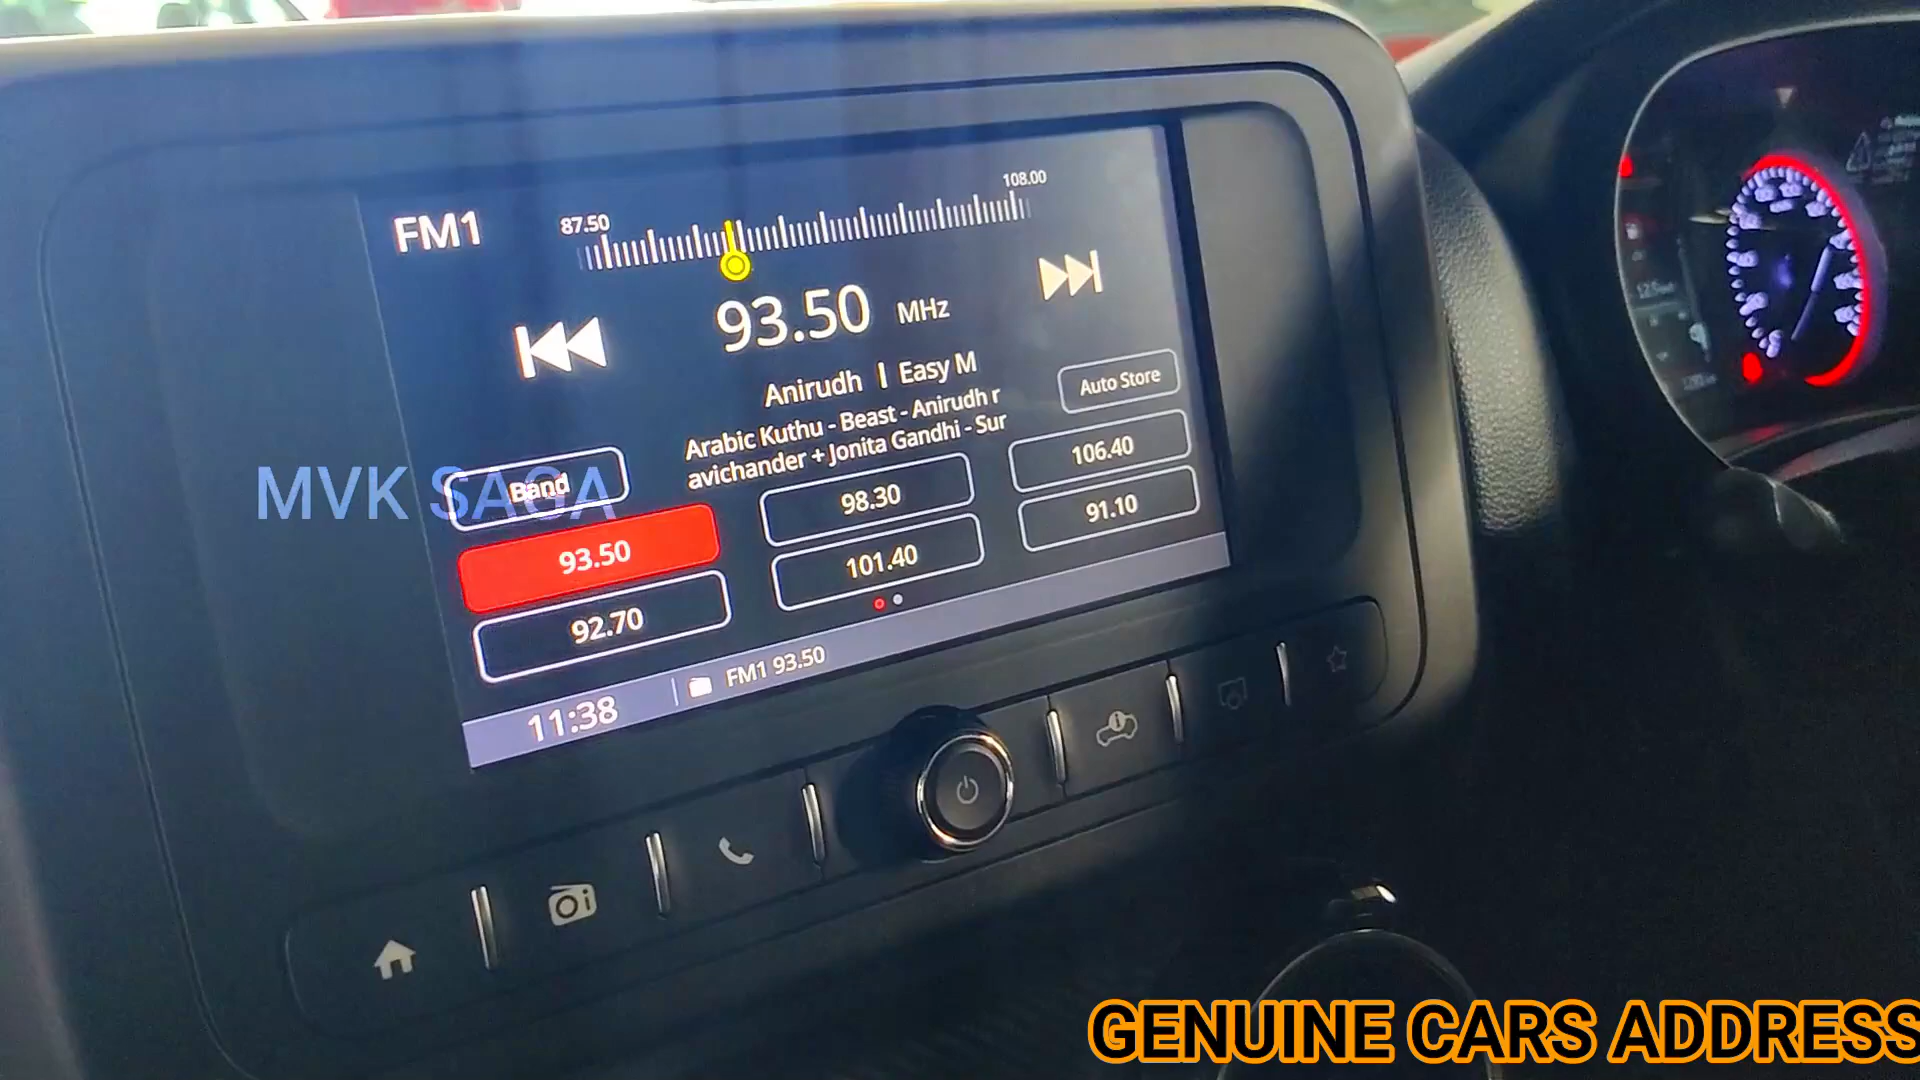 FM1
87.50
108.00
93.50 MHz
Anirudh | Easy M
Auto Store
Arabic Kuthu - Beast - Anirudh r
avichander + Jonita Gandhi - Sur
Band
MVK SAGA
93.50
98.30
106.40
92.70
101.40
91.10
11:38
FM1 93.50
GENUINE CARS ADDRESS